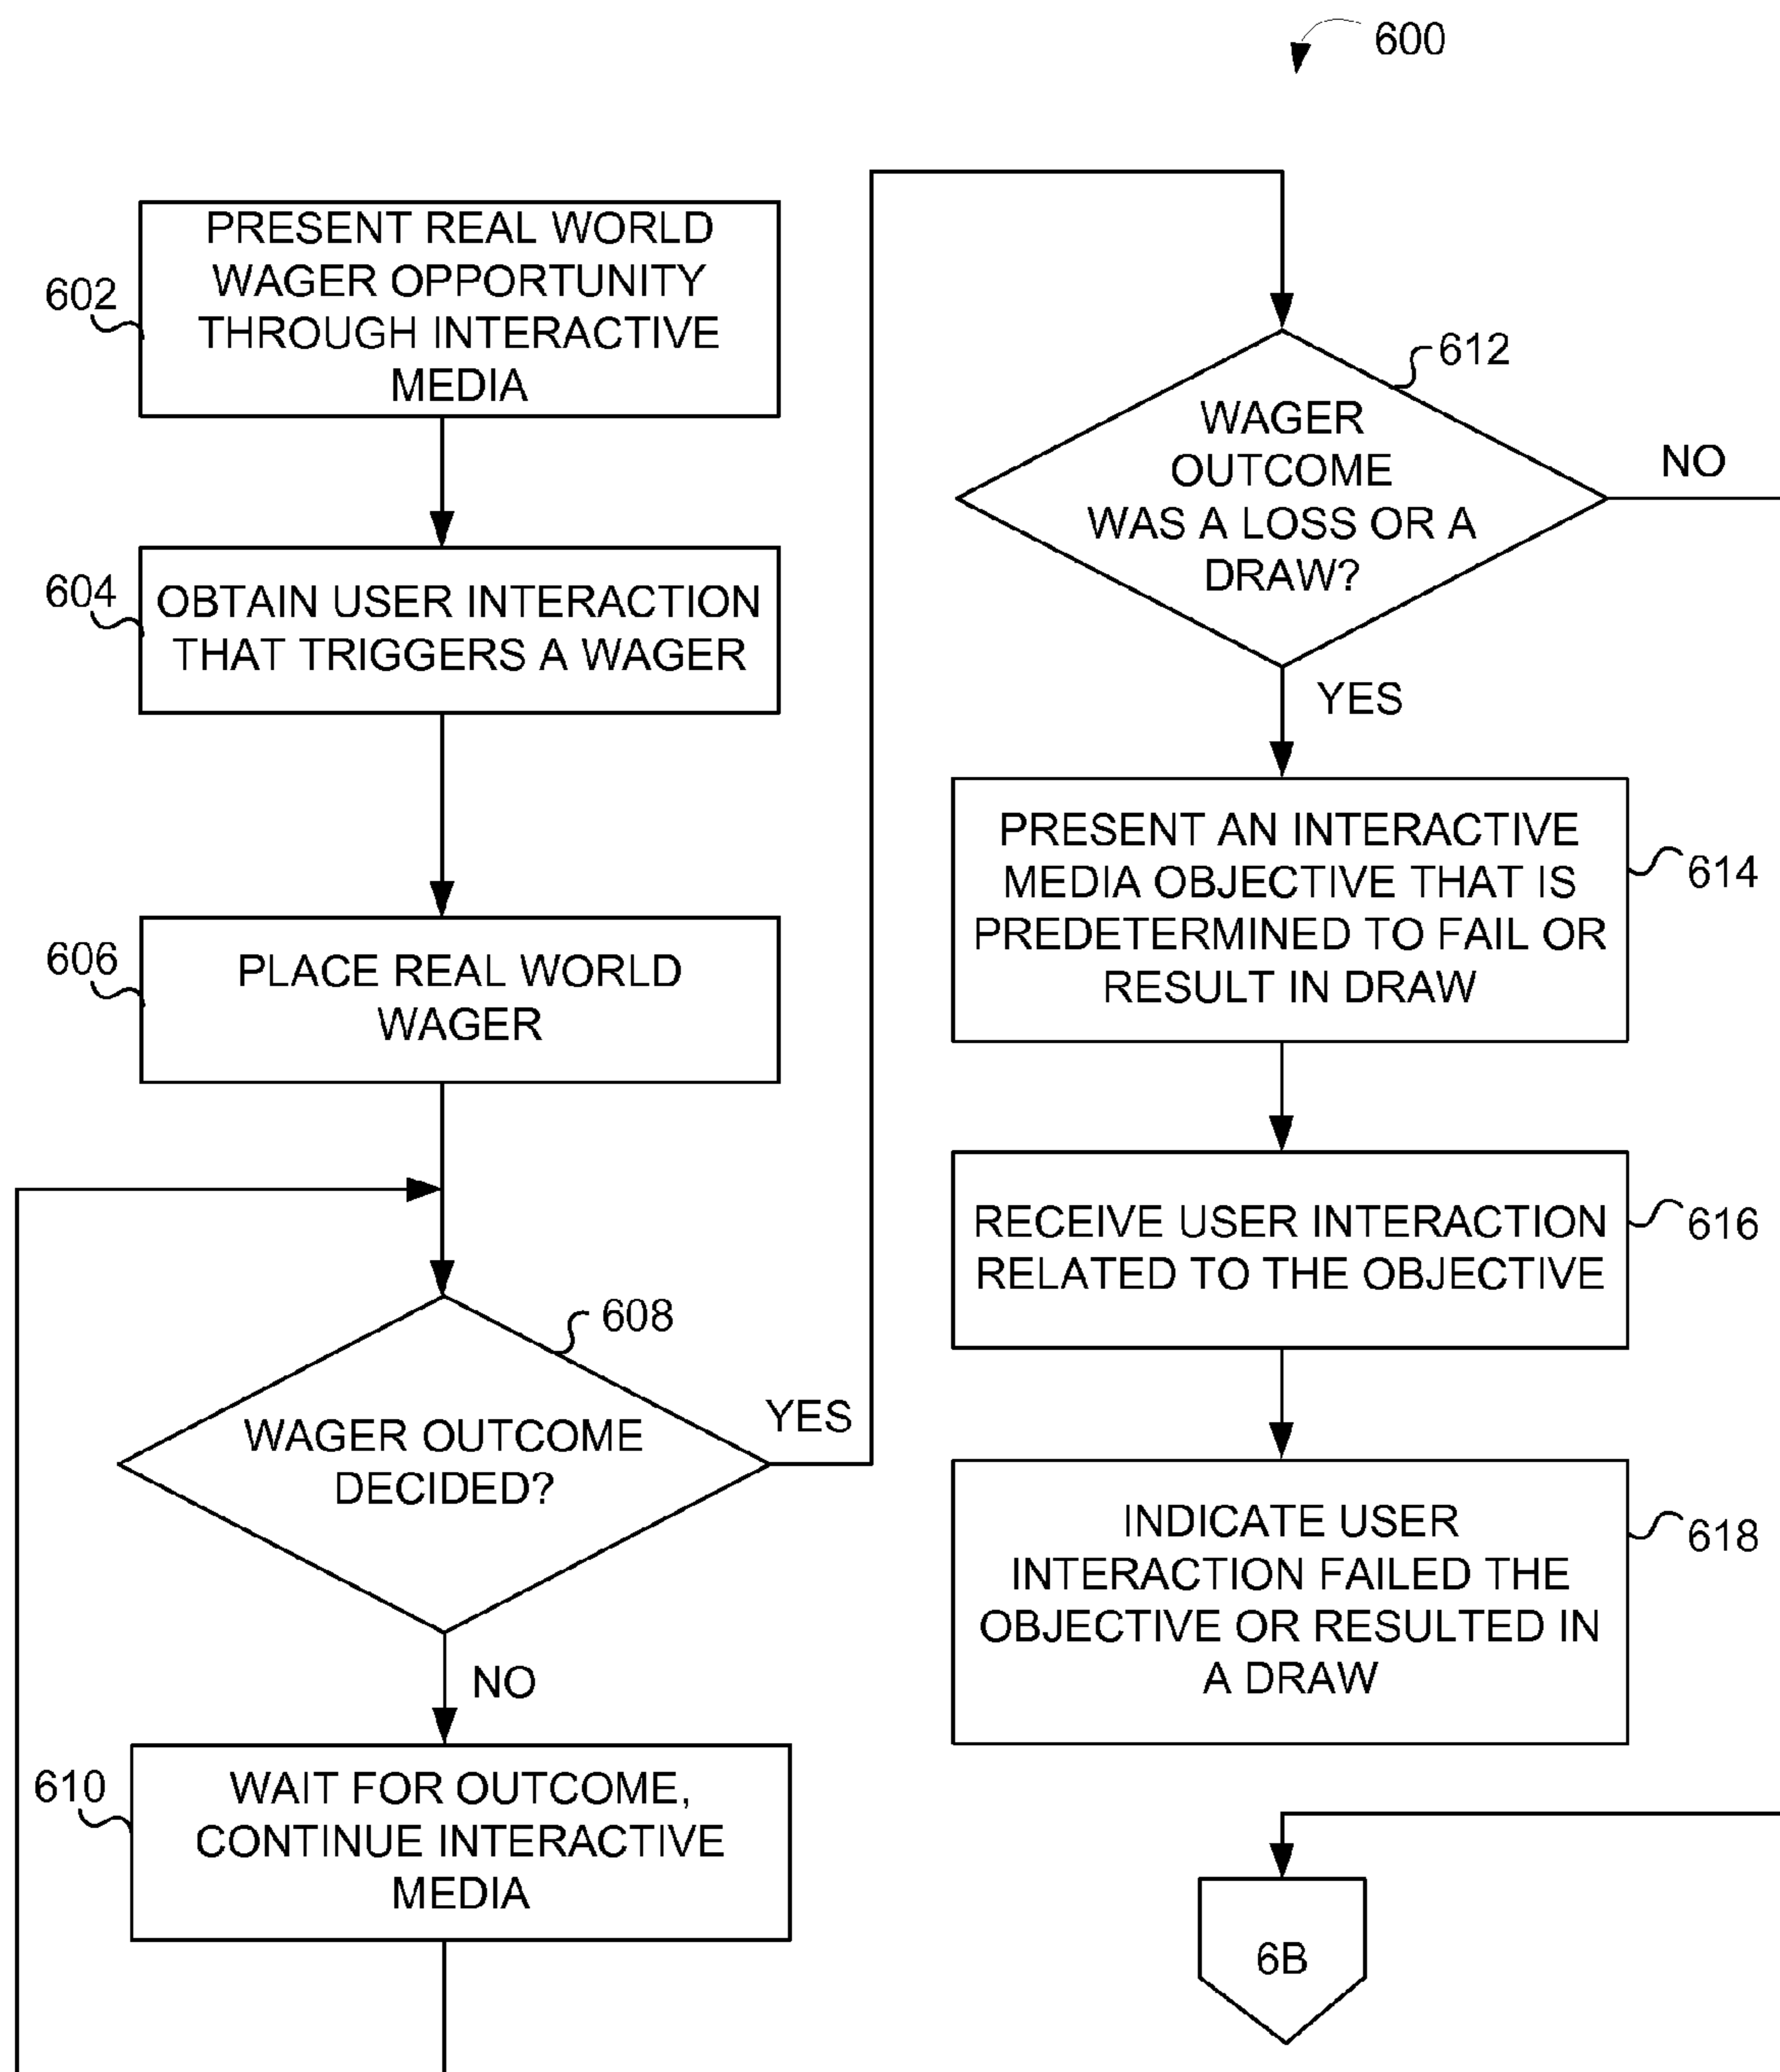 600
602
PRESENT REAL WORLD
WAGER OPPORTUNITY
THROUGH INTERACTIVE
MEDIA
604
OBTAIN USER INTERACTION
THAT TRIGGERS A WAGER
606
PLACE REAL WORLD
WAGER
608
WAGER OUTCOME
DECIDED?
YES
NO
610
WAIT FOR OUTCOME,
CONTINUE INTERACTIVE
MEDIA
612
WAGER
OUTCOME
WAS A LOSS OR A
DRAW?
NO
YES
PRESENT AN INTERACTIVE
MEDIA OBJECTIVE THAT IS
PREDETERMINED TO FAIL OR
RESULT IN DRAW
614
RECEIVE USER INTERACTION
RELATED TO THE OBJECTIVE
616
INDICATE USER
INTERACTION FAILED THE
OBJECTIVE OR RESULTED IN
A DRAW
618
6B